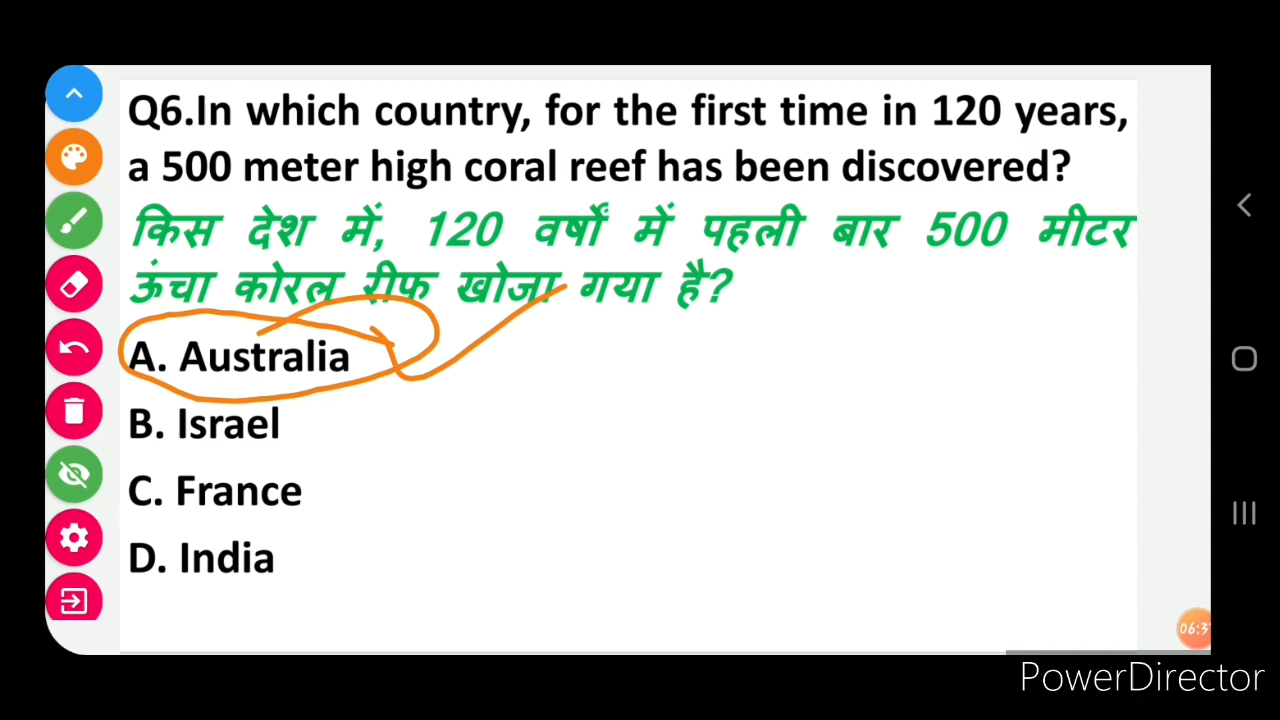 Q6.In which country, for the first time in 120 years,
a 500 meter high coral reef has been discovered?
किस देश में, 120 वर्षों में पहली बार 500 मीटर
ऊंचा कोरल रीफ खोजा गया है?
A. Australia
B. Israel
C. France
D. India
PowerDirector